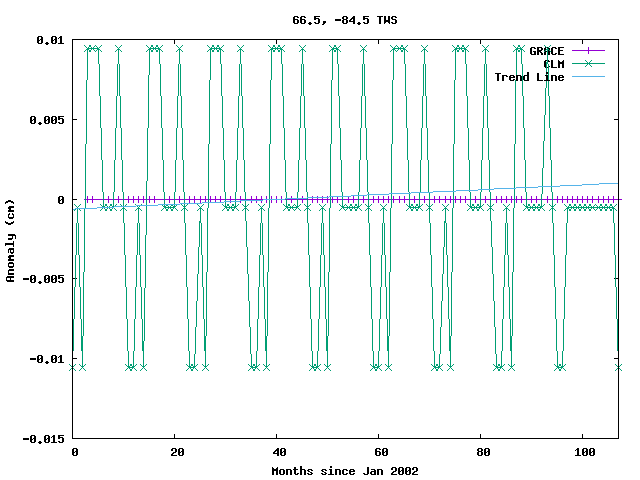 66.5, -84.5 TWS
0.01
GRACE
CLM
Trend Line
0.005
0
Anomaly (cm)
-0.005
-0.01
-0.015
0 20 40 60 80 100
Months since Jan 2002